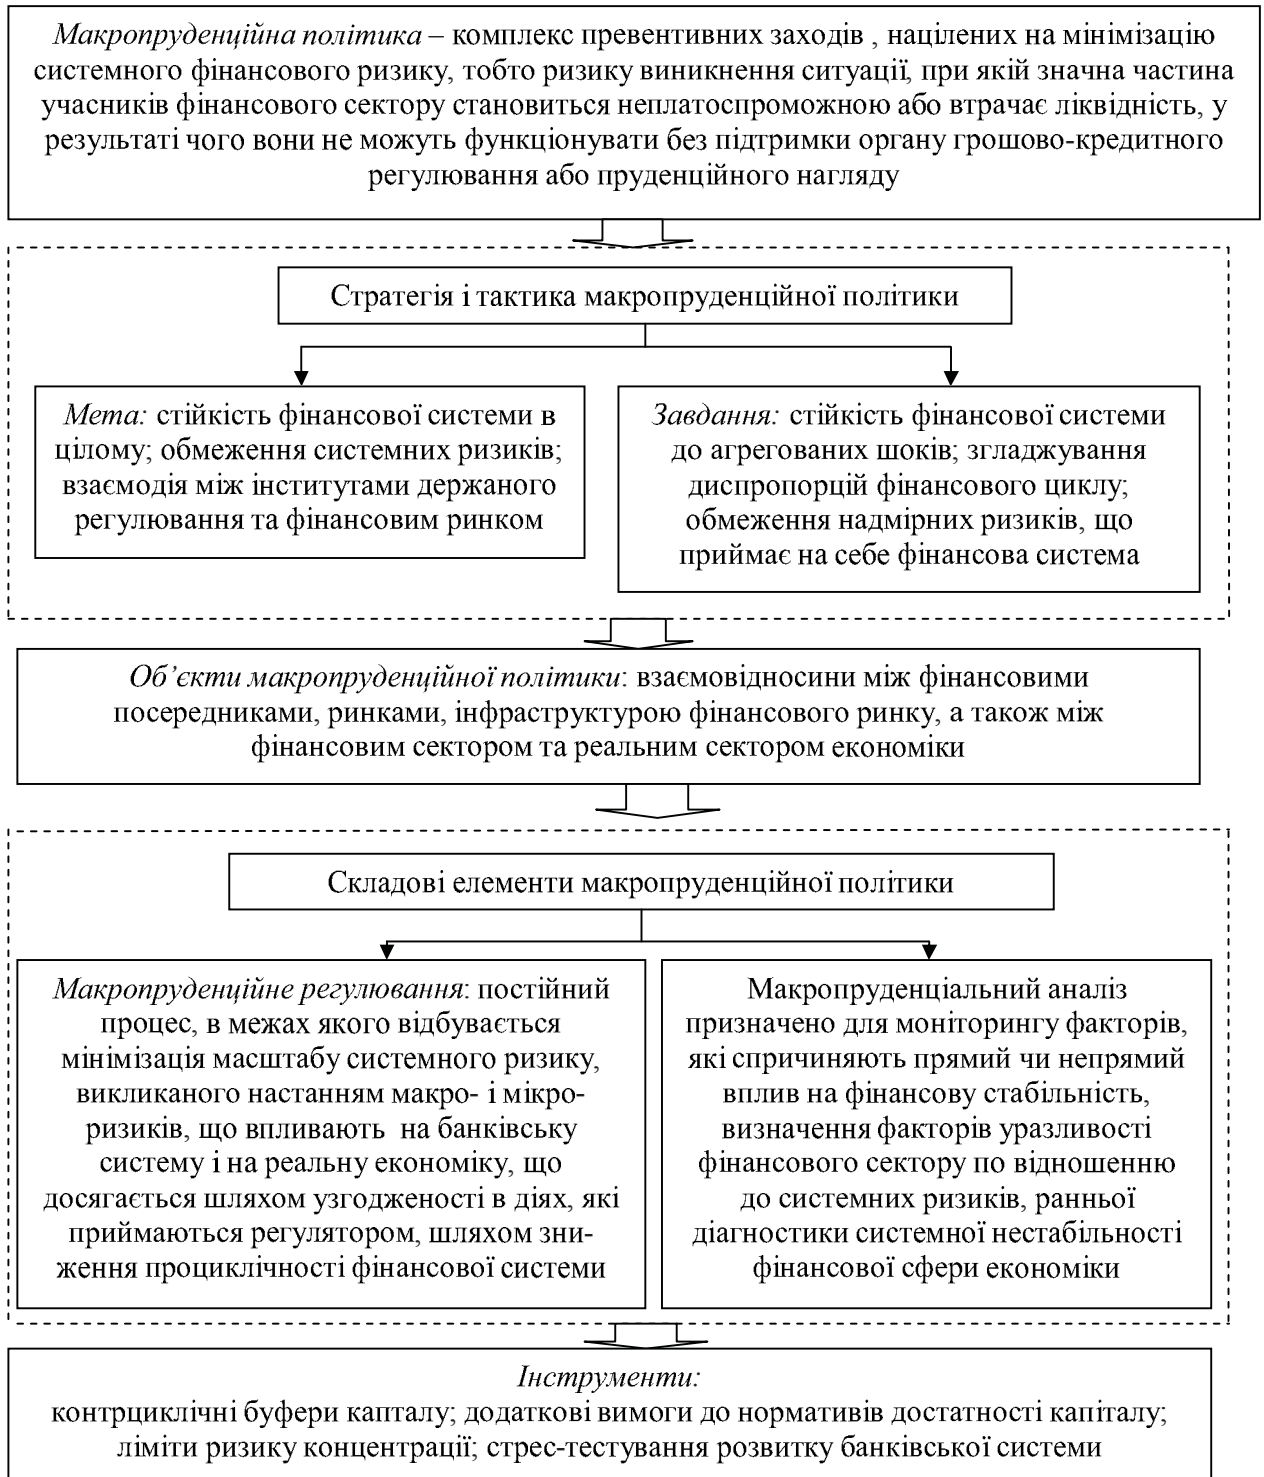 Макропруденційна політика – комплекс превентивних заходів , націлених на мінімізацію
системного фінансового ризику, тобто ризику виникнення ситуації, при якій значна частина
учасників фінансового сектору становиться неплатоспроможною або втрачає ліквідність, у
результаті чого вони не можуть функціонувати без підтримки органу грошово-кредитного
регулювання або пруденційного нагляду
Стратегія і тактика макропруденційної політики
Мета: стійкість фінансової системи в
цілому; обмеження системних ризиків;
взаємодія між інститутами держаного
регулювання та фінансовим ринком
Завдання: стійкість фінансової системи
до агрегованих шоків; згладжування
диспропорцій фінансового циклу;
обмеження надмірних ризиків, що
приймає на себе фінансова система
Об’єкти макропруденційної політики: взаємовідносини між фінансовими
посередниками, ринками, інфраструктурою фінансового ринку, а також між
фінансовим сектором та реальним сектором економіки
Складові елементи макропруденційної політики
Макропруденційне регулювання: постійний
процес, в межах якого відбувається
мінімізація масштабу системного ризику,
викликаного настанням макро- і мікро-
ризиків, що впливають на банківську
систему і на реальну економіку, що
досягається шляхом узгодженості в діях, які
приймаються регулятором, шляхом зни-
ження проциклічності фінансової системи
Макропруденціальний аналіз
призначено для моніторингу факторів,
які спричиняють прямий чи непрямий
вплив на фінансову стабільність,
визначення факторів уразливості
фінансового сектору по відношенню
до системних ризиків, ранньої
діагностики системної нестабільності
фінансової сфери економіки
Інструменти:
контрциклічні буфери капталу; додаткові вимоги до нормативів достатності капіталу;
ліміти ризику концентрації; стрес-тестування розвитку банківської системи